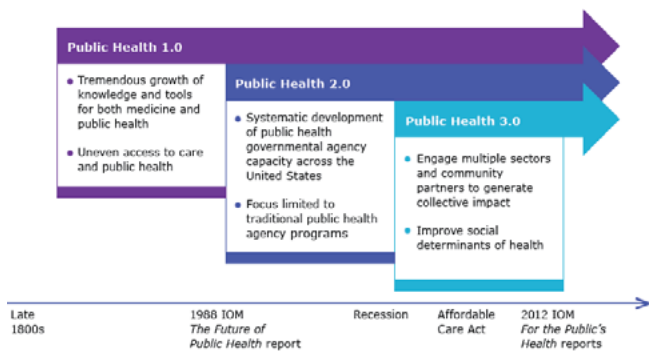 Public Health 1.0
• Tremendous growth of
knowledge and tools
for both medicine and
public health
• Uneven access to care
and public health
Public Health 2.0
• Systematic development
of public health
governmental agency
capacity across the
United States
• Focus limited to
traditional public health
agency programs
Public Health 3.0
• Engage multiple sectors
and community
partners to generate
collective impact
• Improve social
determinants of health
Late
1800s
1988 IOM
The Future of
Public Health report
Recession
Affordable
Care Act
2012 IOM
For the Public's
Health reports